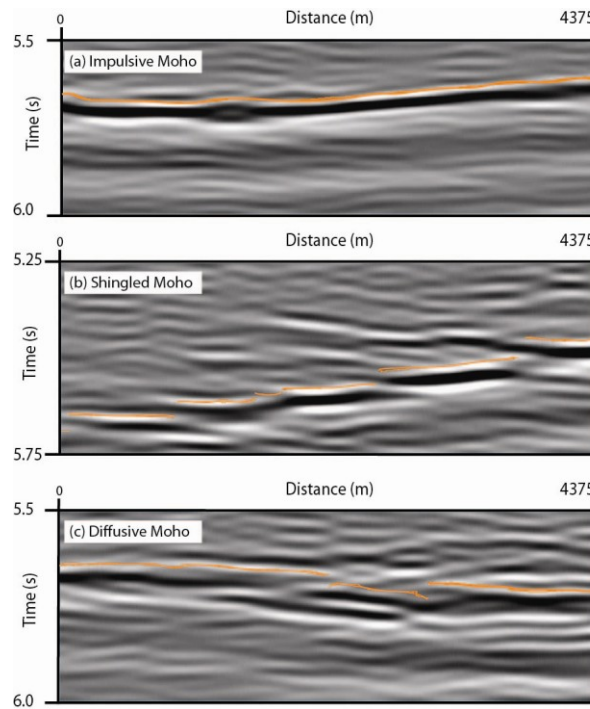 0 Distance (m) 4375
5.5
(a) Impulsive Moho
Time (s)
6.0
0 Distance (m) 4375
5.25
(b) Shingled Moho
Time (s)
5.75
0 Distance (m) 4375
5.5
(c) Diffusive Moho
Time (s)
6.0